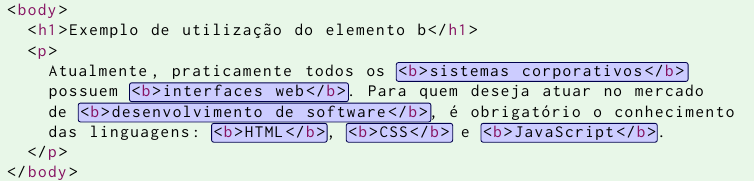 <body>
<h1>Exemplo de utilização do elemento b</h1>
<p>
Atualmente, praticamente todos os <b>sistemas corporativos</b>
possuem <b>interfaces web</b>. Para quem deseja atuar no mercado
de <b>desenvolvimento de software</b>, é obrigatório o conhecimento
das linguagens: <b>HTML</b>, <b>CSS</b> e <b>JavaScript</b>.
</p>
</body>